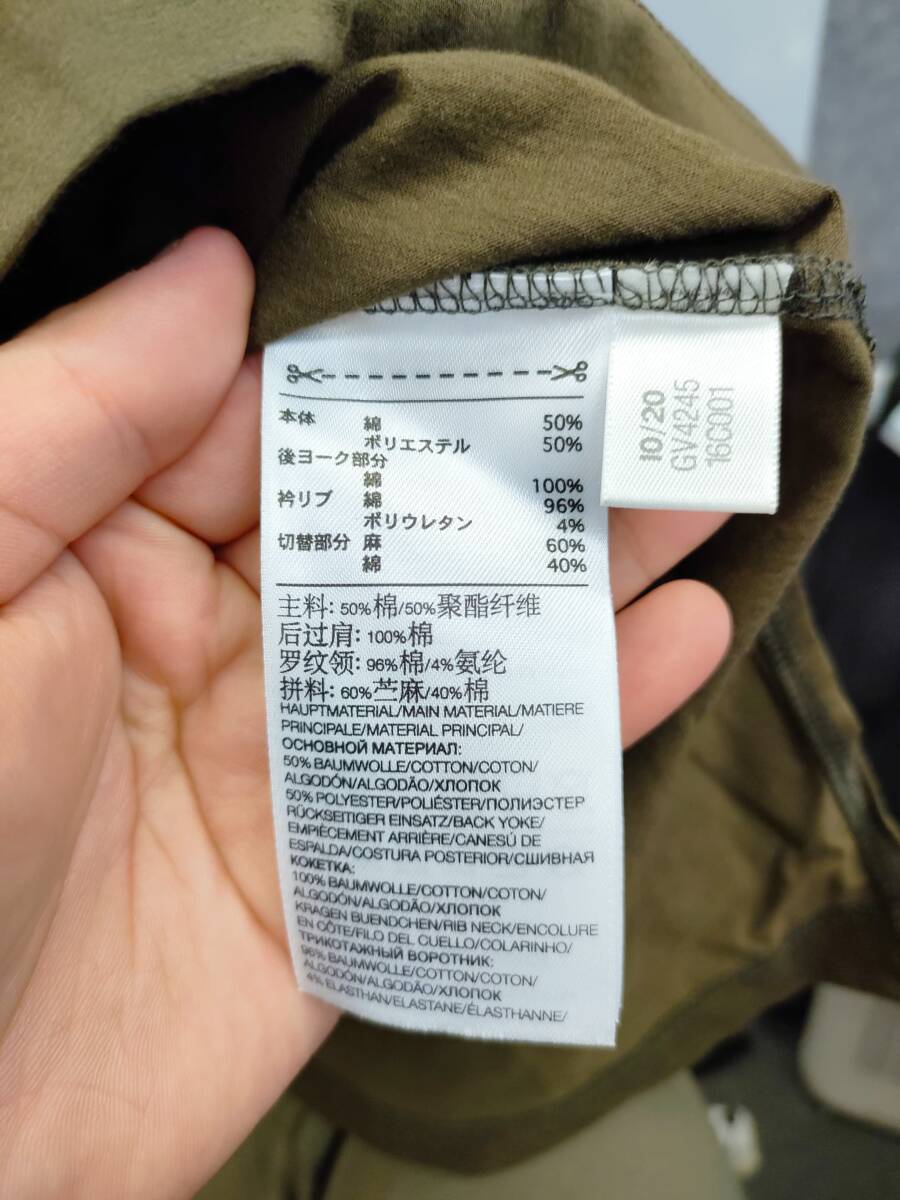 本体 綿 50%
ポリエステル 50%
後ヨーク部分
綿 100%
衿リブ 綿 96%
ポリウレタン 4%
切替部分 麻 60%
綿 40%
主料: 50%棉/50%聚酯纤维
后过肩: 100%棉
罗纹领: 96%棉/4%氨纶
拼料: 60%苎麻/40%棉
HAUPTMATERIAL/MAIN MATERIAL/MATIERE
PRINCIPALE/MATERIAL PRINCIPAL/
ОСНОВНОЙ МАТЕРИАЛ:
50% BAUMWOLLE/COTTON/COTON/
ALGODÓN/ALGODÃO/ХЛОПОК
50% POLYESTER/POLIÉSTER/ПОЛИЭСТЕР
RÜCKSEITIGER EINSATZ/BACK YOKE/
EMPIÈCEMENT ARRIÈRE/CANESÚ DE
ESPALDA/COSTURA POSTERIOR/СШИВНАЯ
КОКЕТКА:
100% BAUMWOLLE/COTTON/COTON/
ALGODÓN/ALGODÃO/ХЛОПОК
KRAGEN BUENDCHEN/RIB NECK/ENCOLURE
EN CÔTE/FILO DEL CUELLO/COLARINHO/
ТРИКОТАЖНЫЙ ВОРОТНИК:
96% BAUMWOLLE/COTTON/COTON/
ALGODÓN/ALGODÃO/ХЛОПОК
4% ELASTHAN/ELASTANE/ÉLASTHANNE/
10/20
GV4245
16C001